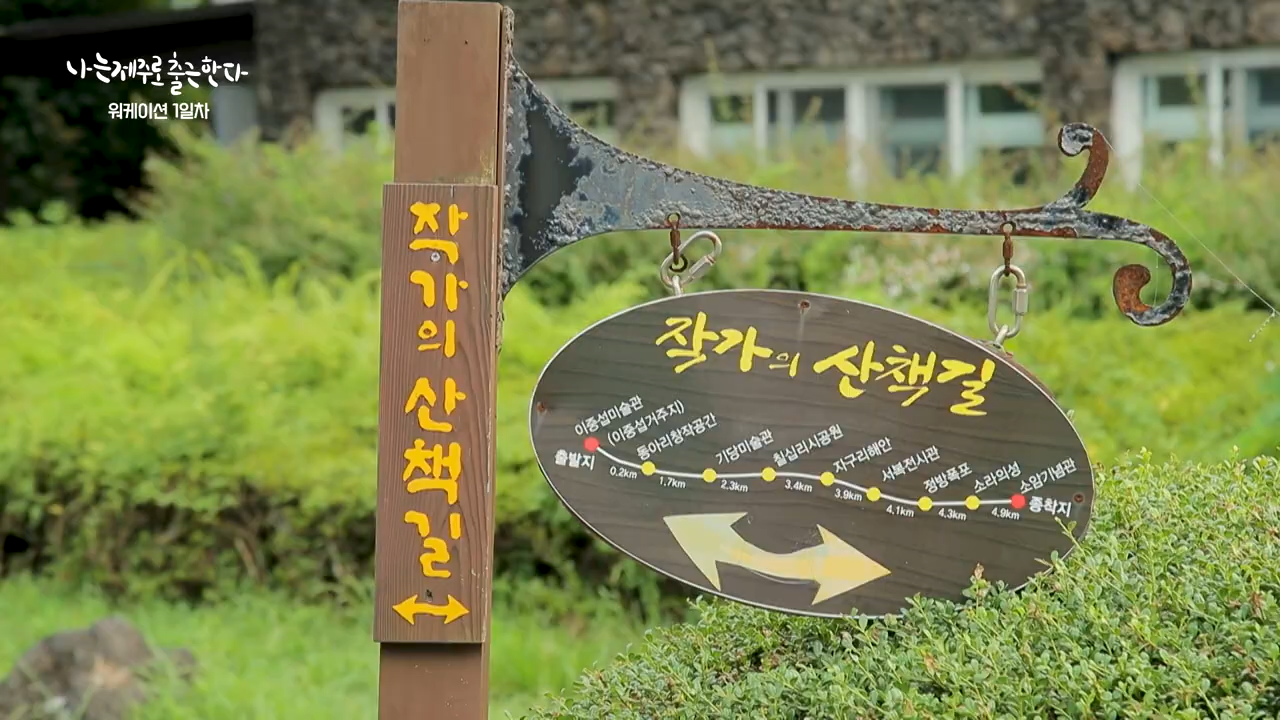 나는 제주로 출근한다
워케이션 1일차
작가의 산책길
작가의 산책길
이중섭미술관
(이중섭거주지)
동아리창작공간
기당미술관
칠십리시공원
자구리해안
서복전시관
정방폭포
소라의성
소암기념관
출발지
0.2km
1.7km
2.3km
3.4km
3.9km
4.1km
4.3km
4.9km
종착지